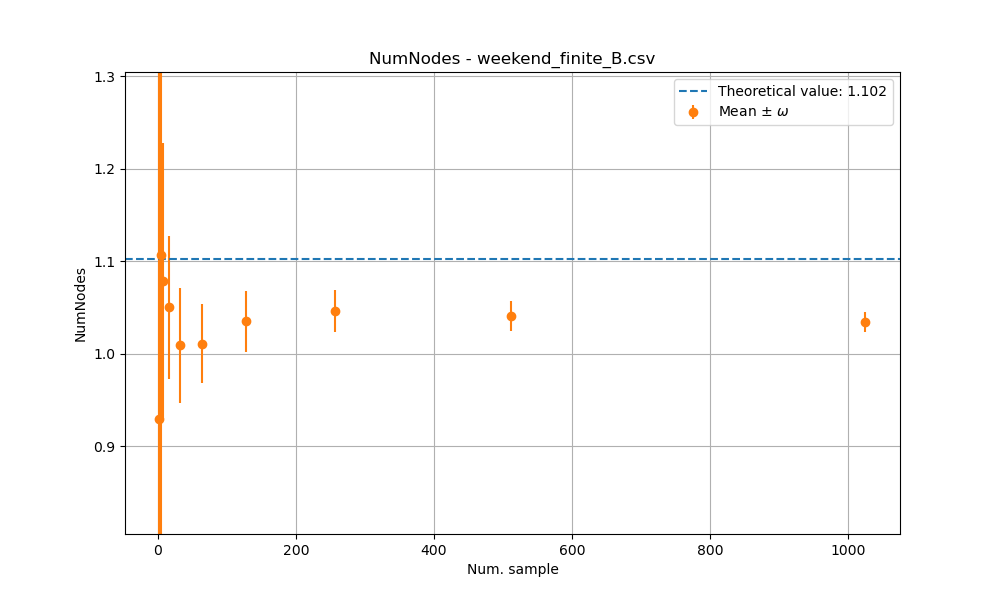 NumNodes - weekend_finite_B.csv
Theoretical value: 1.102
Mean ± ω
1.3
1.2
1.1
1.0
0.9
NumNodes
0
200
400
600
800
1000
Num. sample